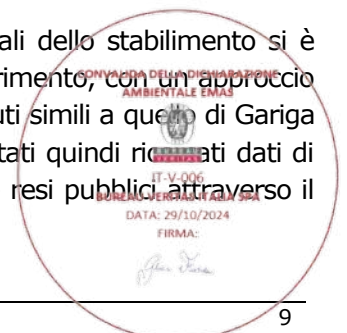 ali dello stabilimento si è
rimento, con un approccio
CONVALIDA DELLA DICHIARAZIONE
AMBIENTALE EMAS
uti simili a quello di Gariga
tati quindi ati dati di
IT-V-006
resi pubblici attraverso il
BUREAU VERITAS ITALIA SPA
DATA: 29/10/2024
FIRMA:
9